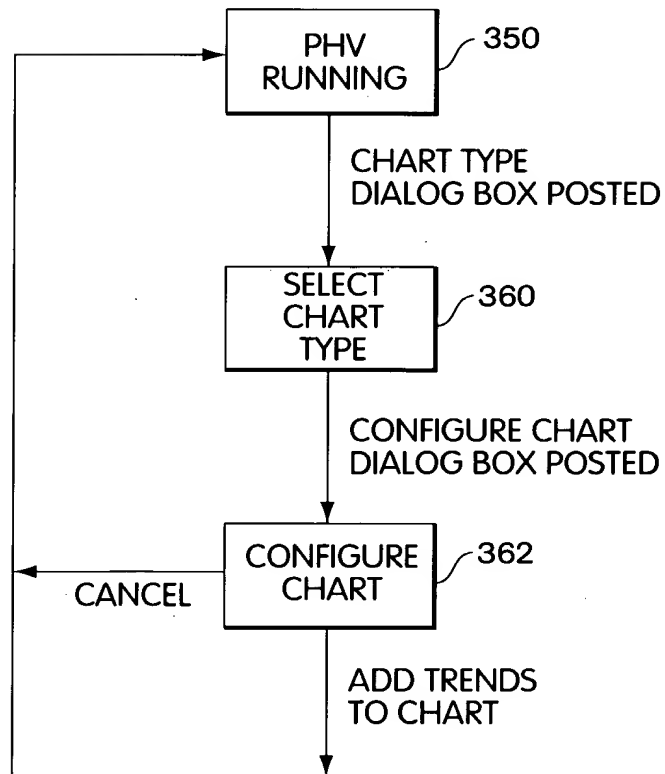 PHV
RUNNING
350
CHART TYPE
DIALOG BOX POSTED
SELECT
CHART
TYPE
360
CONFIGURE CHART
DIALOG BOX POSTED
CONFIGURE
CHART
362
CANCEL
ADD TRENDS
TO CHART